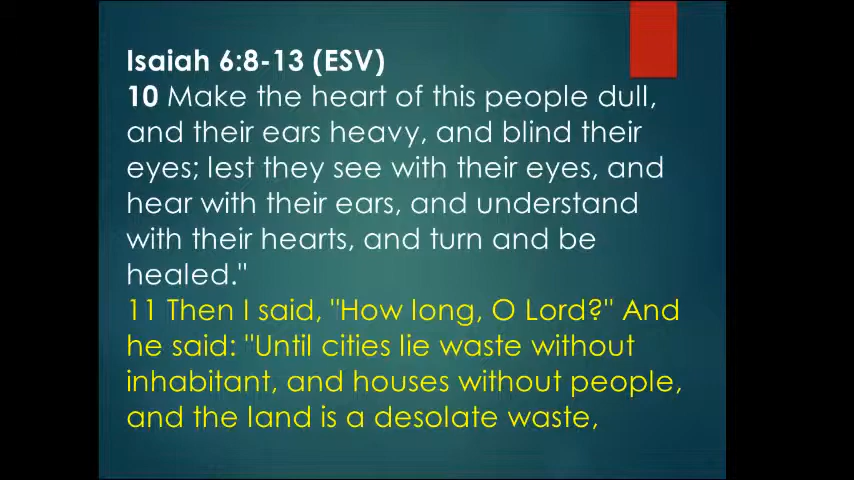 Isaiah 6:8-13 (ESV)
10 Make the heart of this people dull,
and their ears heavy, and blind their
eyes; lest they see with their eyes, and
hear with their ears, and understand
with their hearts, and turn and be
healed."
11 Then I said, "How long, O Lord?" And
he said: "Until cities lie waste without
inhabitant, and houses without people,
and the land is a desolate waste,